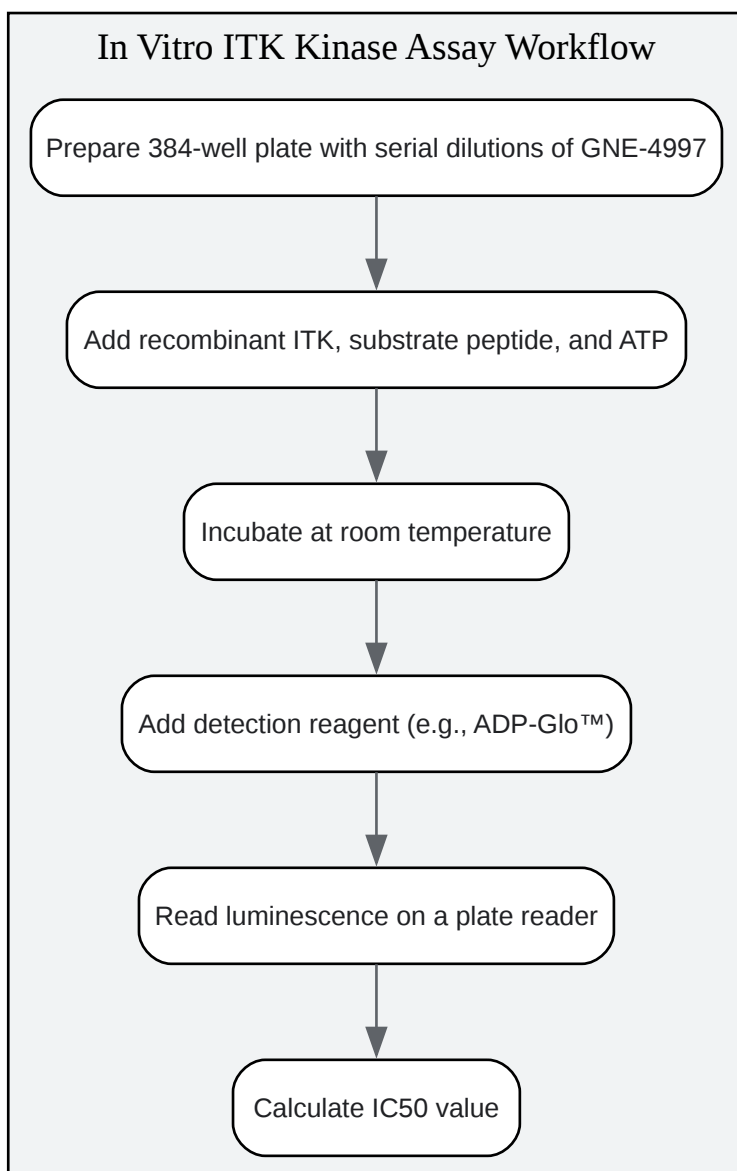 In Vitro ITK Kinase Assay Workflow
Prepare 384-well plate with serial dilutions of GNE-4997
Add recombinant ITK, substrate peptide, and ATP
Incubate at room temperature
Add detection reagent (e.g., ADP-Glo™)
Read luminescence on a plate reader
Calculate IC50 value